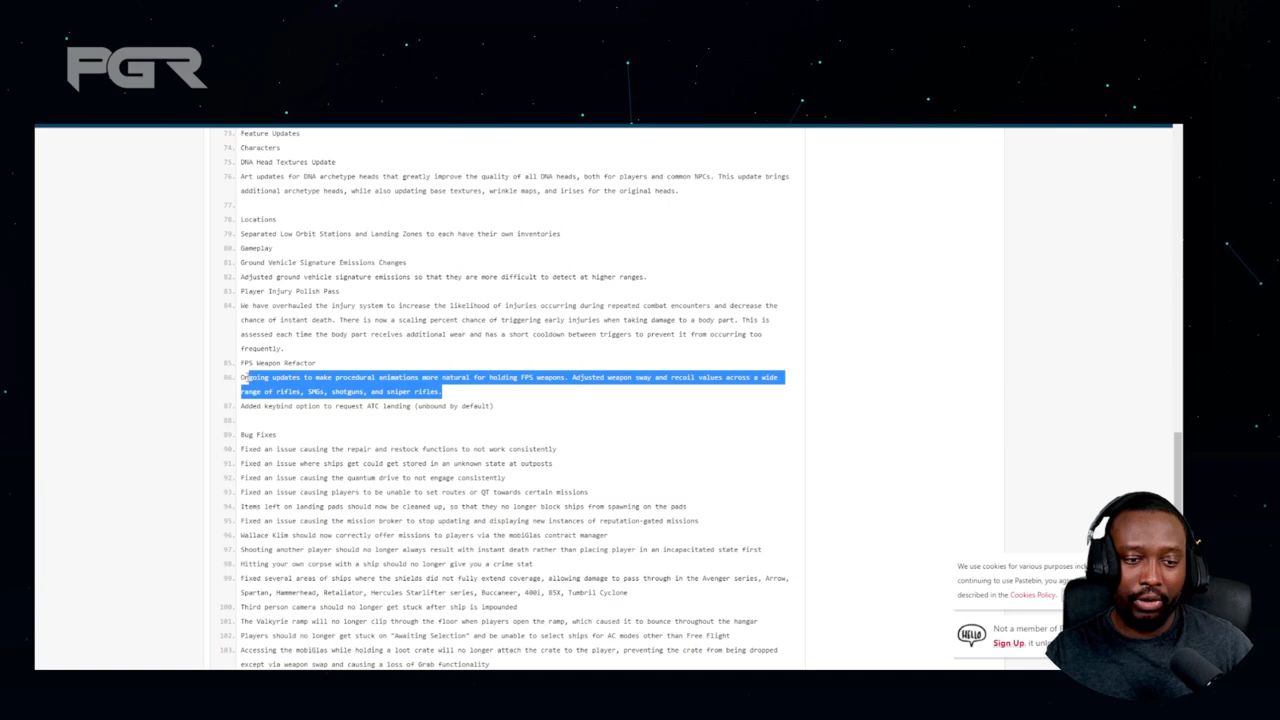 PGR
73. Feature Updates
74. Characters
75. DNA Head Textures Update
76. Art updates for DNA archetype heads that greatly improve the quality of all DNA heads, both for players and common NPCs. This update brings
additional archetype heads, while also updating base textures, wrinkle maps, and irises for the original heads.
77.
78. Locations
79. Separated Low Orbit Stations and Landing Zones to each have their own inventories
80. Gameplay
81. Ground Vehicle Signature Emissions Changes
82. Adjusted ground vehicle signature emissions so that they are more difficult to detect at higher ranges.
83. Player Injury Polish Pass
84. We have overhauled the injury system to increase the likelihood of injuries occurring during repeated combat encounters and decrease the
chance of instant death. There is now a scaling percent chance of triggering early injuries when taking damage to a body part. This is
assessed each time the body part receives additional wear and has a short cooldown between triggers to prevent it from occurring too
frequently.
85. FPS Weapon Refactor
86. Ongoing updates to make procedural animations more natural for holding FPS weapons. Adjusted weapon sway and recoil values across a wide
range of rifles, SMGs, shotguns, and sniper rifles.
87. Added keybind option to request ATC landing (unbound by default)
88.
89. Bug Fixes
90. Fixed an issue causing the repair and restock functions to not work consistently
91. Fixed an issue where ships get could get stored in an unknown state at outposts
92. Fixed an issue causing the quantum drive to not engage consistently
93. Fixed an issue causing players to be unable to set routes or QT towards certain missions
94. Items left on landing pads should now be cleaned up, so that they no longer block ships from spawning on the pads
95. Fixed an issue causing the mission broker to stop updating and displaying new instances of reputation-gated missions
96. Wallace Klim should now correctly offer missions to players via the mobiGlas contract manager
97. Shooting another player should no longer always result with instant death rather than placing player in an incapacitated state first
98. Hitting your own corpse with a ship should no longer give you a crime stat
99. Fixed several areas of ships where the shields did not fully extend coverage, allowing damage to pass through in the Avenger series, Arrow,
Spartan, Hammerhead, Retaliator, Hercules Starlifter series, Buccaneer, 400i, 85X, Tumbril Cyclone
100. Third person camera should no longer get stuck after ship is impounded
101. The Valkyrie ramp will no longer clip through the floor when players open the ramp, which caused it to bounce throughout the hangar
102. Players should no longer get stuck on "Awaiting Selection" and be unable to select ships for AC modes other than Free Flight
103. Accessing the mobiGlas while holding a loot crate will no longer attach the crate to the player, preventing the crate from being dropped
except via weapon swap and causing a loss of Grab functionality
We use cookies for various purposes
continuing to use Pastebin, you
described in the Cookies Policy.
HELLO
Not a member of
Sign Up, it